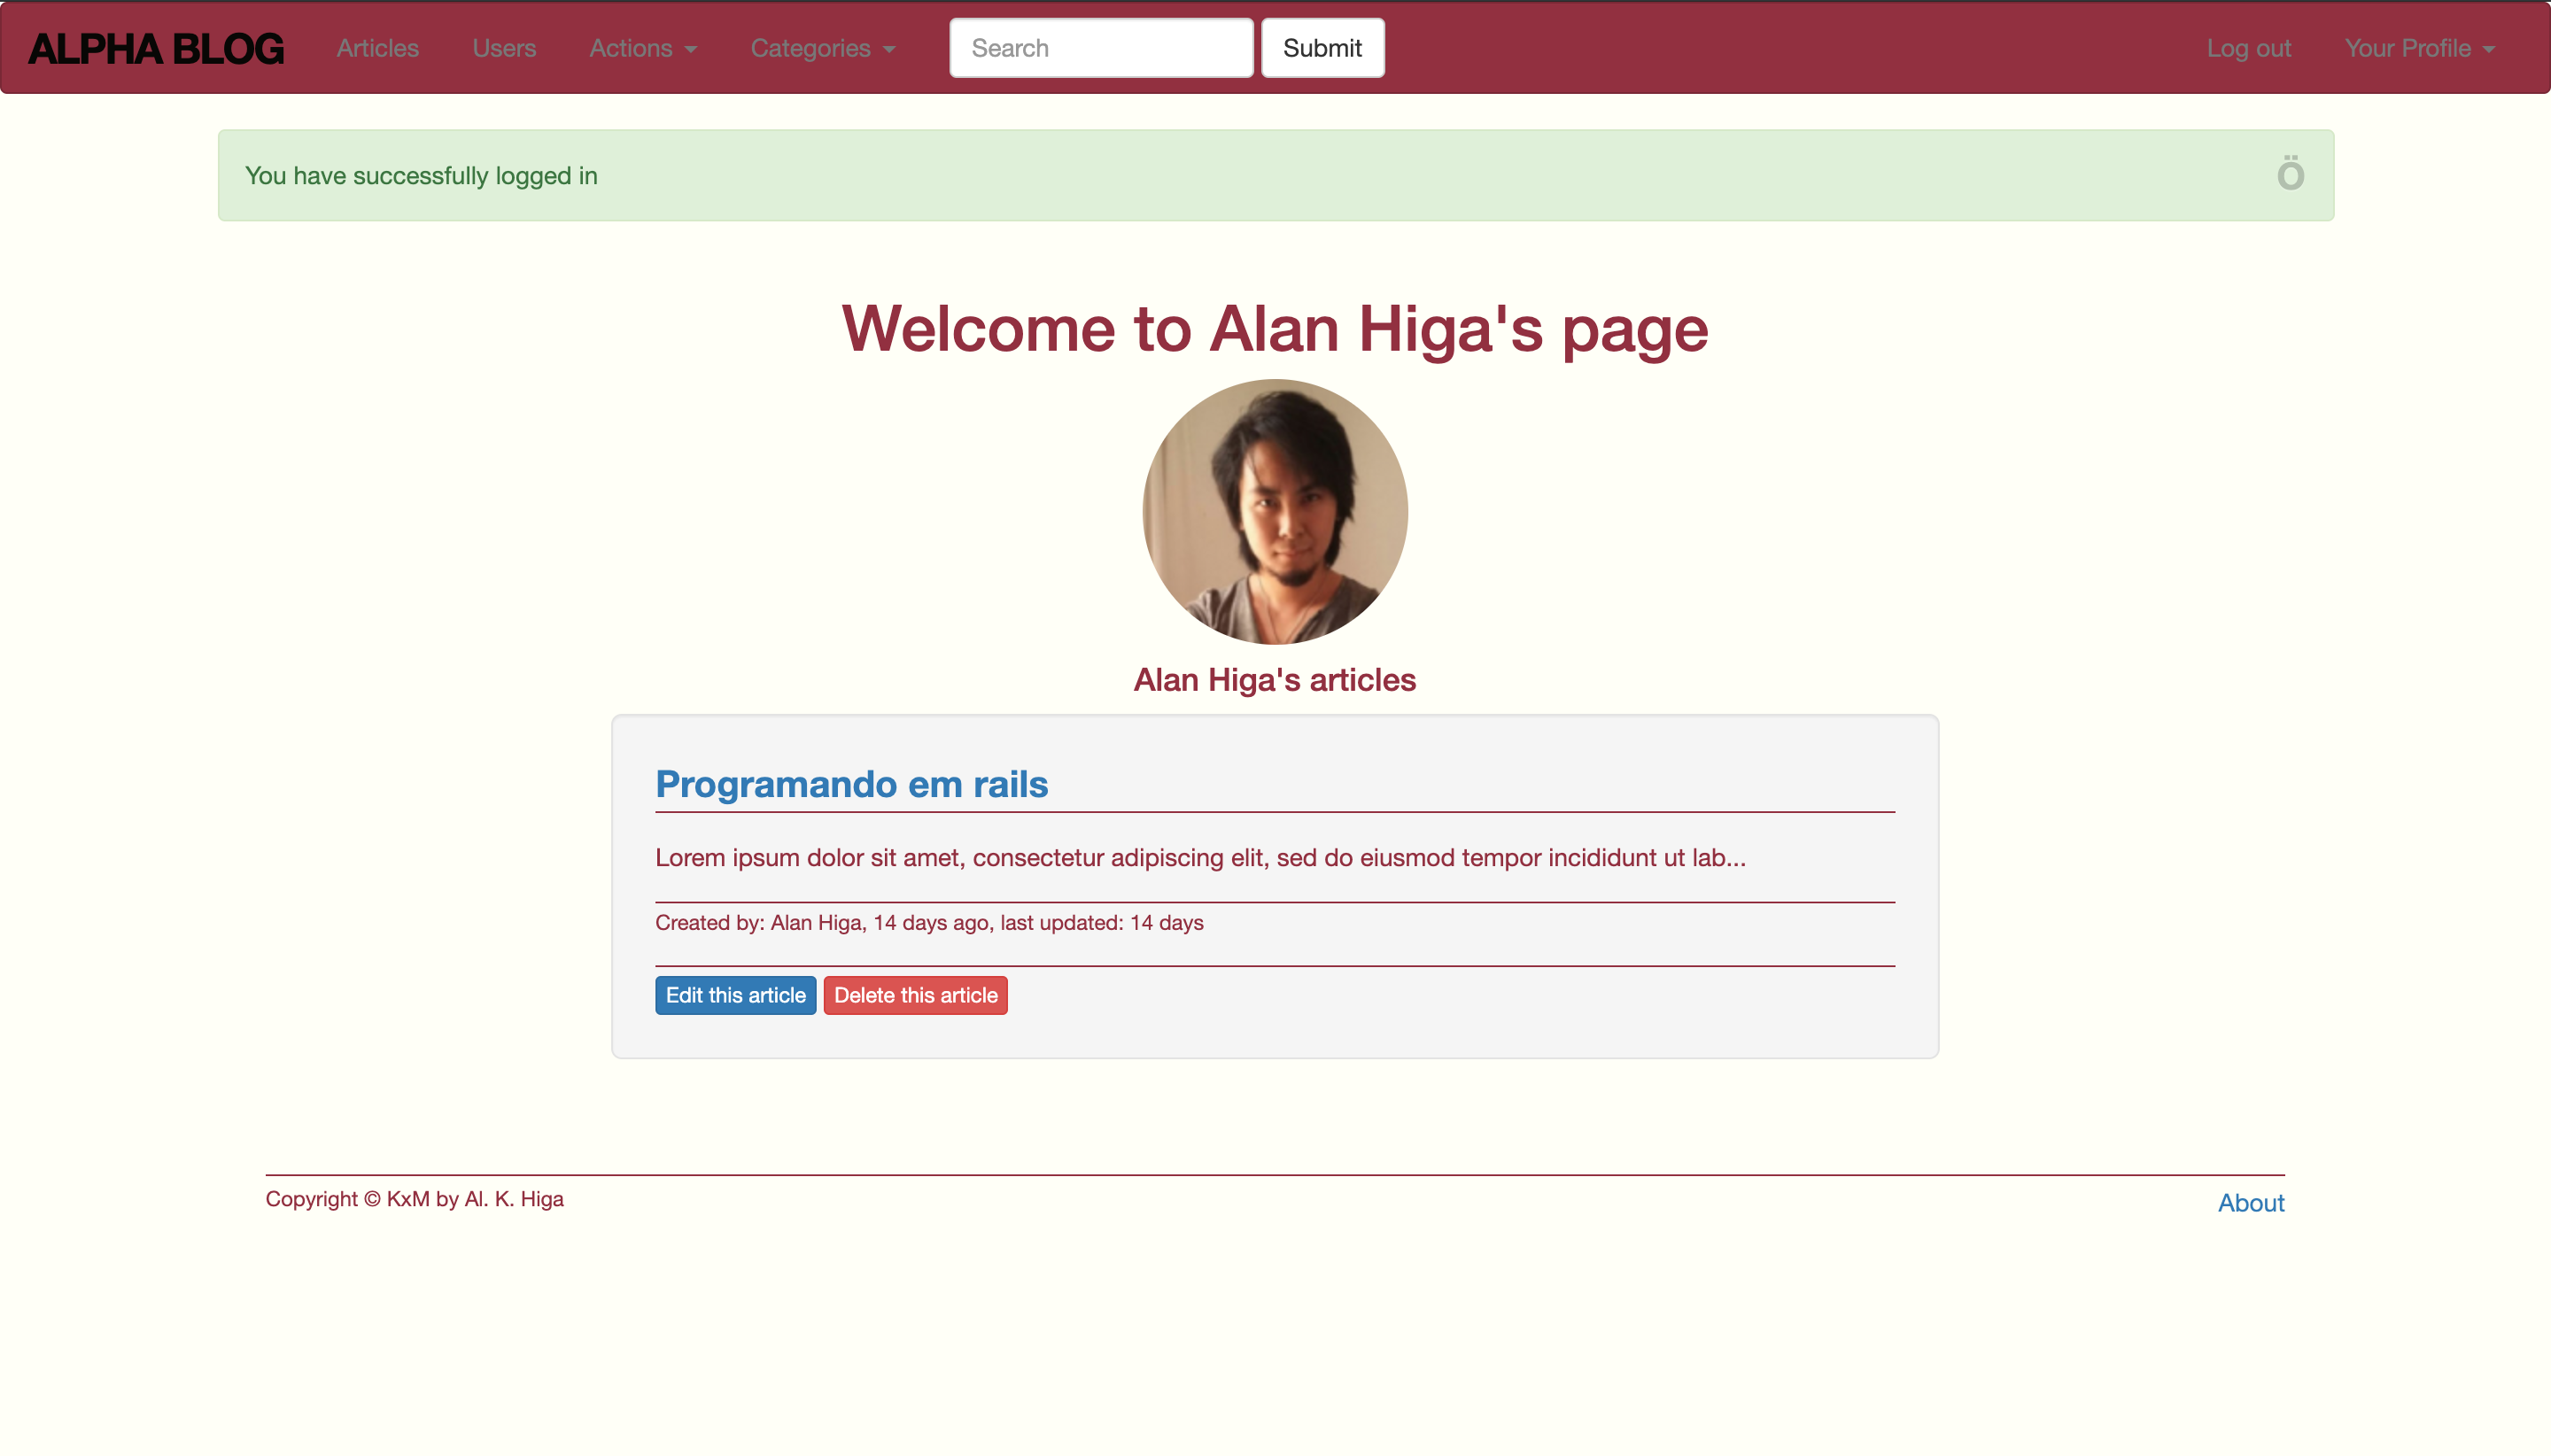 ALPHA BLOG Articles Users Actions Categories Search Submit Log out Your Profile
You have successfully logged in Ö
Welcome to Alan Higa's page
Alan Higa's articles
Programando em rails
Lorem ipsum dolor sit amet, consectetur adipiscing elit, sed do eiusmod tempor incididunt ut lab...
Created by: Alan Higa, 14 days ago, last updated: 14 days
Edit this article Delete this article
Copyright © KxM by Al. K. Higa About